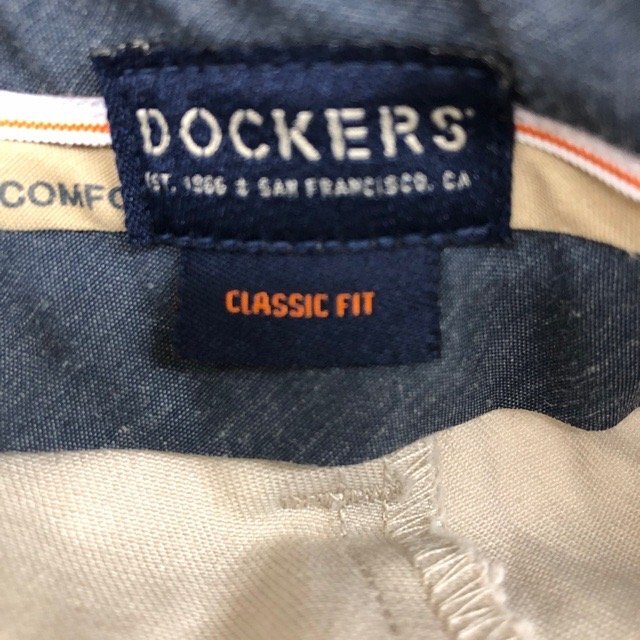 DOCKERS
EST. 1986 & SAN FRANCISCO, CA
COMFO
CLASSIC FIT